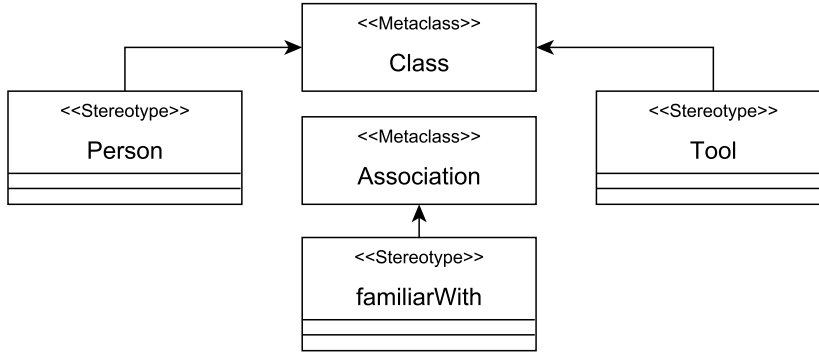 <<Metaclass>>
Class
<<Stereotype>>
Person
<<Metaclass>>
Association
<<Stereotype>>
Tool
<<Stereotype>>
familiarWith